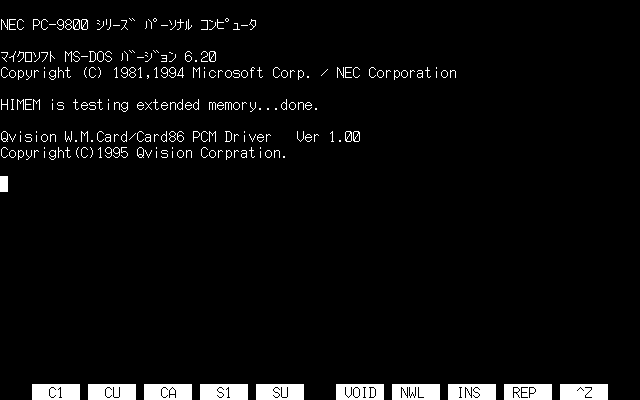 NEC PC-9800 ｼﾘｰｽﾞ ﾊﾟｰｿﾅﾙ ｺﾝﾋﾟｭｰﾀ
ﾏｲｸﾛｿﾌﾄ MS-DOS ﾊﾞｰｼﾞｮﾝ 6.20
Copyright (C) 1981,1994 Microsoft Corp. / NEC Corporation
HIMEM is testing extended memory...done.
Qvision W.M.Card/Card86 PCM Driver   Ver 1.00
Copyright(C)1995 Qvision Corpration.
C1 CU CA S1 SU VOID NWL INS REP ^Z